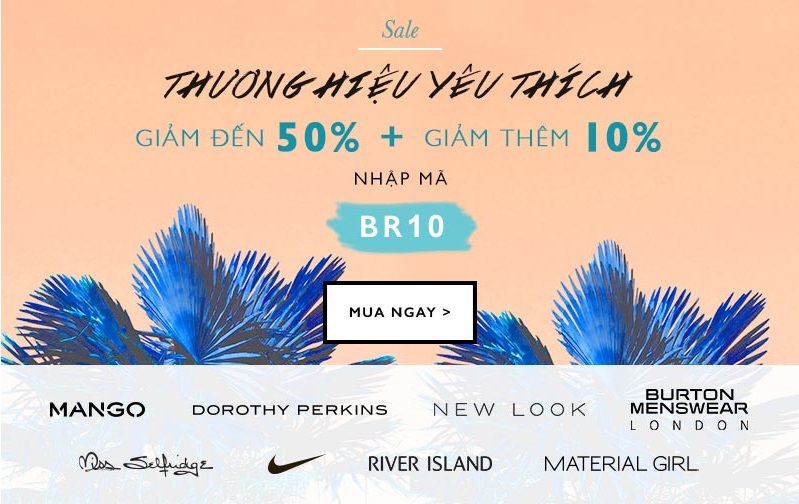 Sale
THƯƠNG HIỆU YÊU THÍCH
GIẢM ĐẾN 50% + GIẢM THÊM 10%
NHẬP MÃ
BR10
MUA NGAY >
MANGO DOROTHY PERKINS NEW LOOK BURTON
MENSWEAR
LONDON
Miss Selfridge RIVER ISLAND MATERIAL GIRL